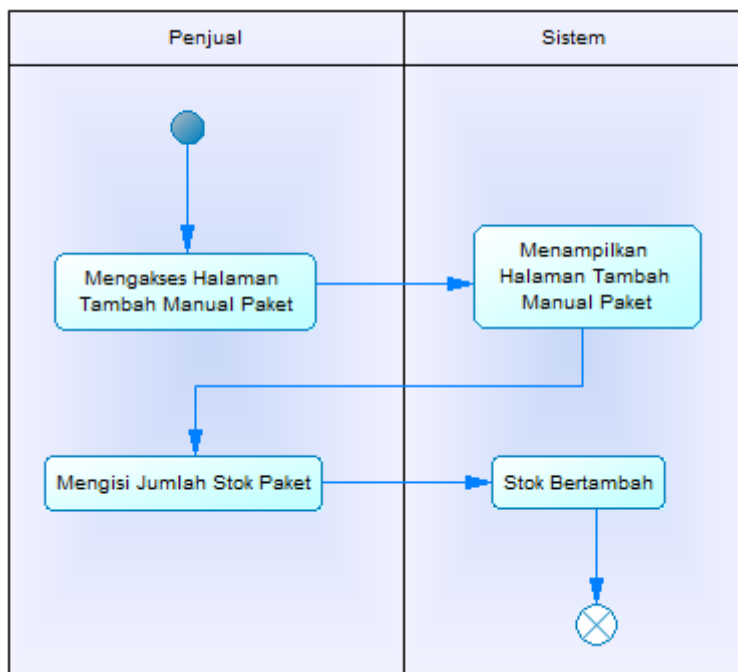 Penjual
Sistem
Mengakses Halaman
Tambah Manual Paket
Menampilkan
Halaman Tambah
Manual Paket
Mengisi Jumlah Stok Paket
Stok Bertambah